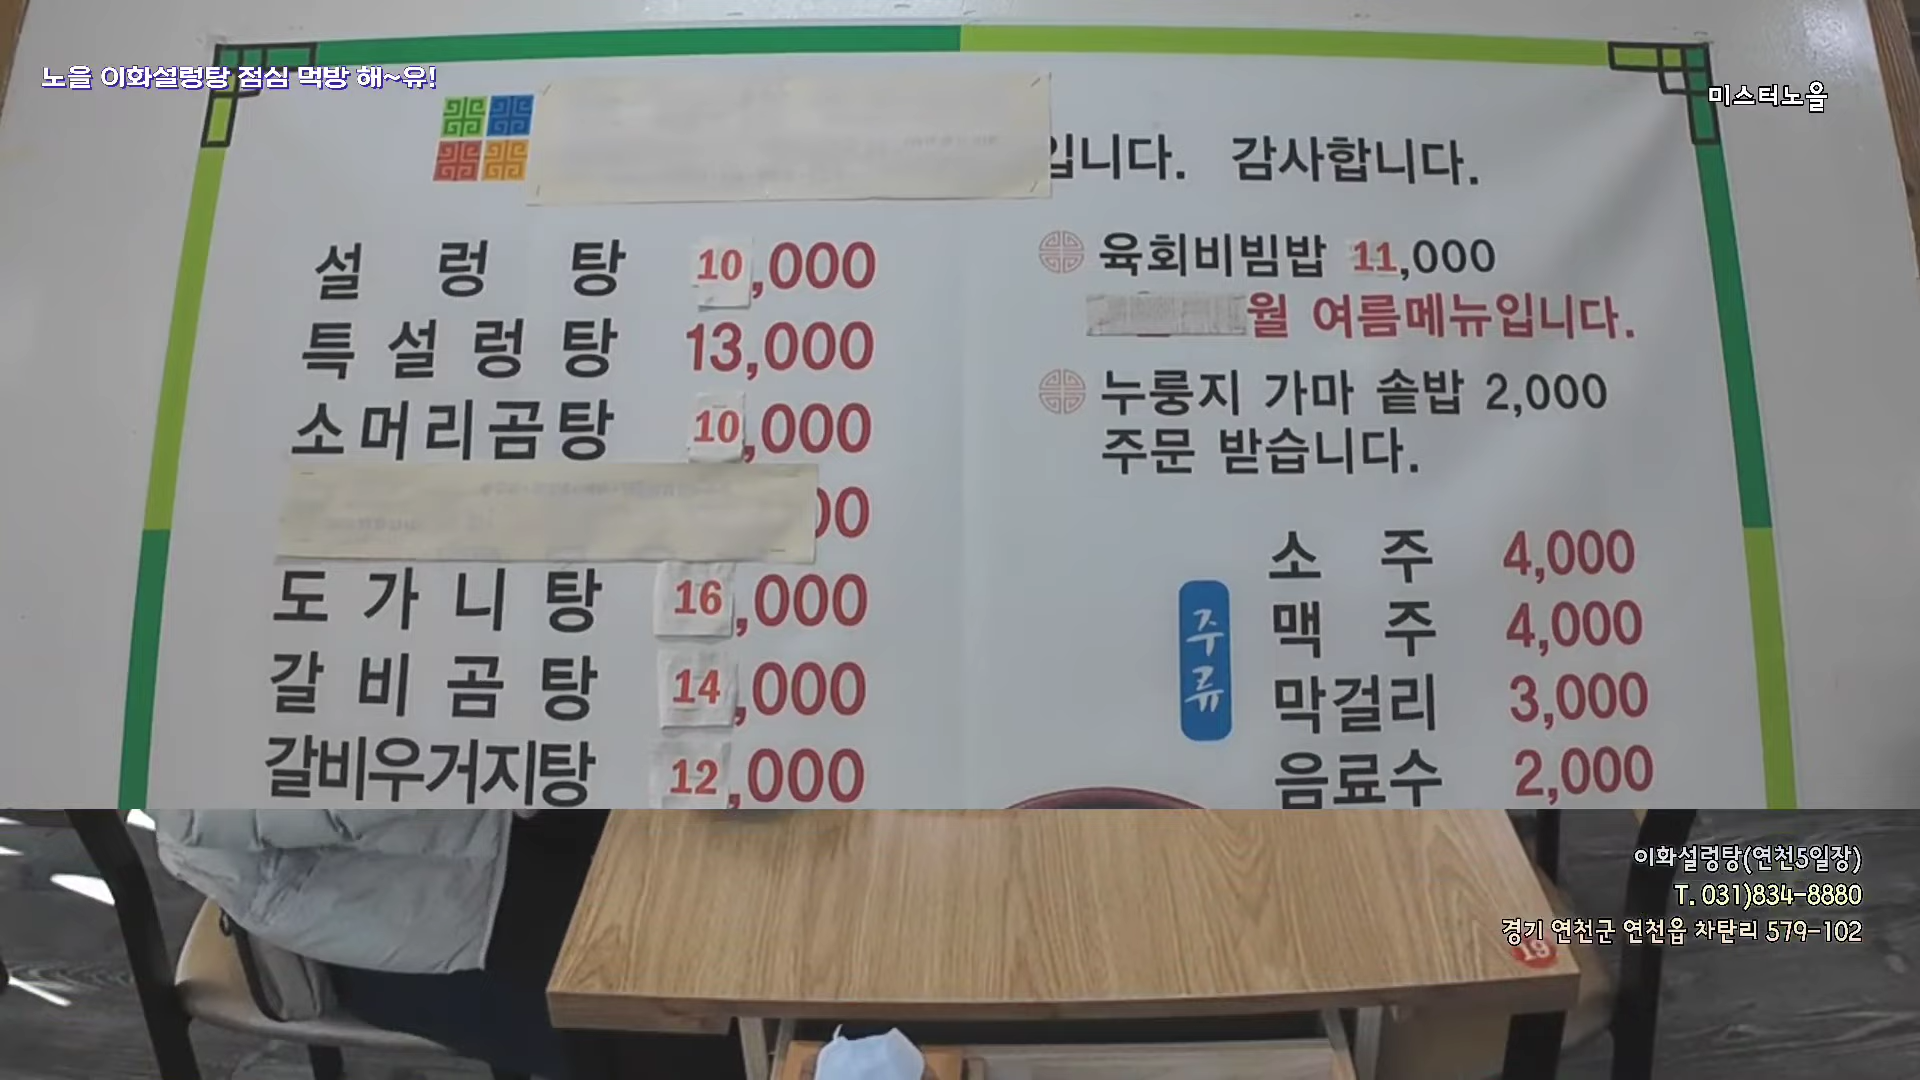 노을 이화설렁탕 점심 먹방 해~유!
미스터노을
입니다. 감사합니다.
설렁탕 10,000
특설렁탕 13,000
소머리곰탕 10,000
00
도가니탕 16,000
갈비곰탕 14,000
갈비우거지탕 12,000
육회비빔밥 11,000
월 여름메뉴입니다.
누룽지 가마 솥밥 2,000
주문 받습니다.
주류
소주 4,000
맥주 4,000
막걸리 3,000
음료수 2,000
이화설렁탕(연천5일장)
T. 031)834-8880
경기 연천군 연천읍 차탄리 579-102
19